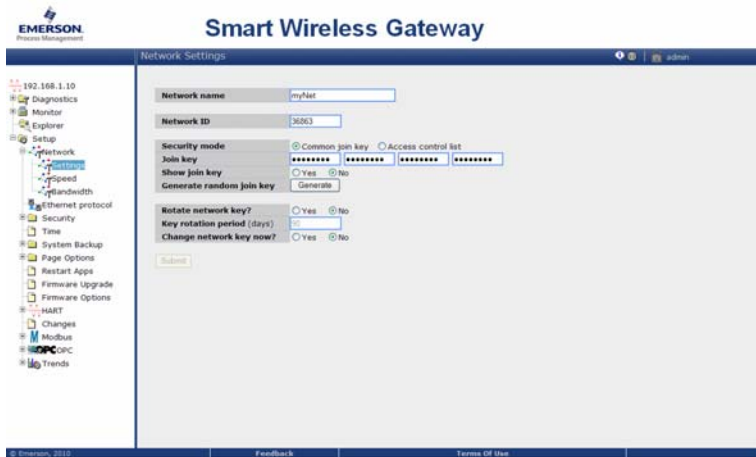 EMERSON.
Process Management
Smart Wireless Gateway
Network Settings
admin
192.168.1.10
Diagnostics
Monitor
Explorer
Setup
Network
Settings
Speed
Bandwidth
Ethernet protocol
Security
Time
System Backup
Page Options
Restart Apps
Firmware Upgrade
Firmware Options
HART
Changes
Modbus
OPC OPC
Trends
Network name myNet
Network ID 36863
Security mode Common join key Access control list
Join key •••••••• •••••••• •••••••• ••••••••
Show join key Yes No
Generate random join key Generate
Rotate network key? Yes No
Key rotation period (days) 90
Change network key now? Yes No
Submit
© Emerson, 2010 Feedback Terms Of Use